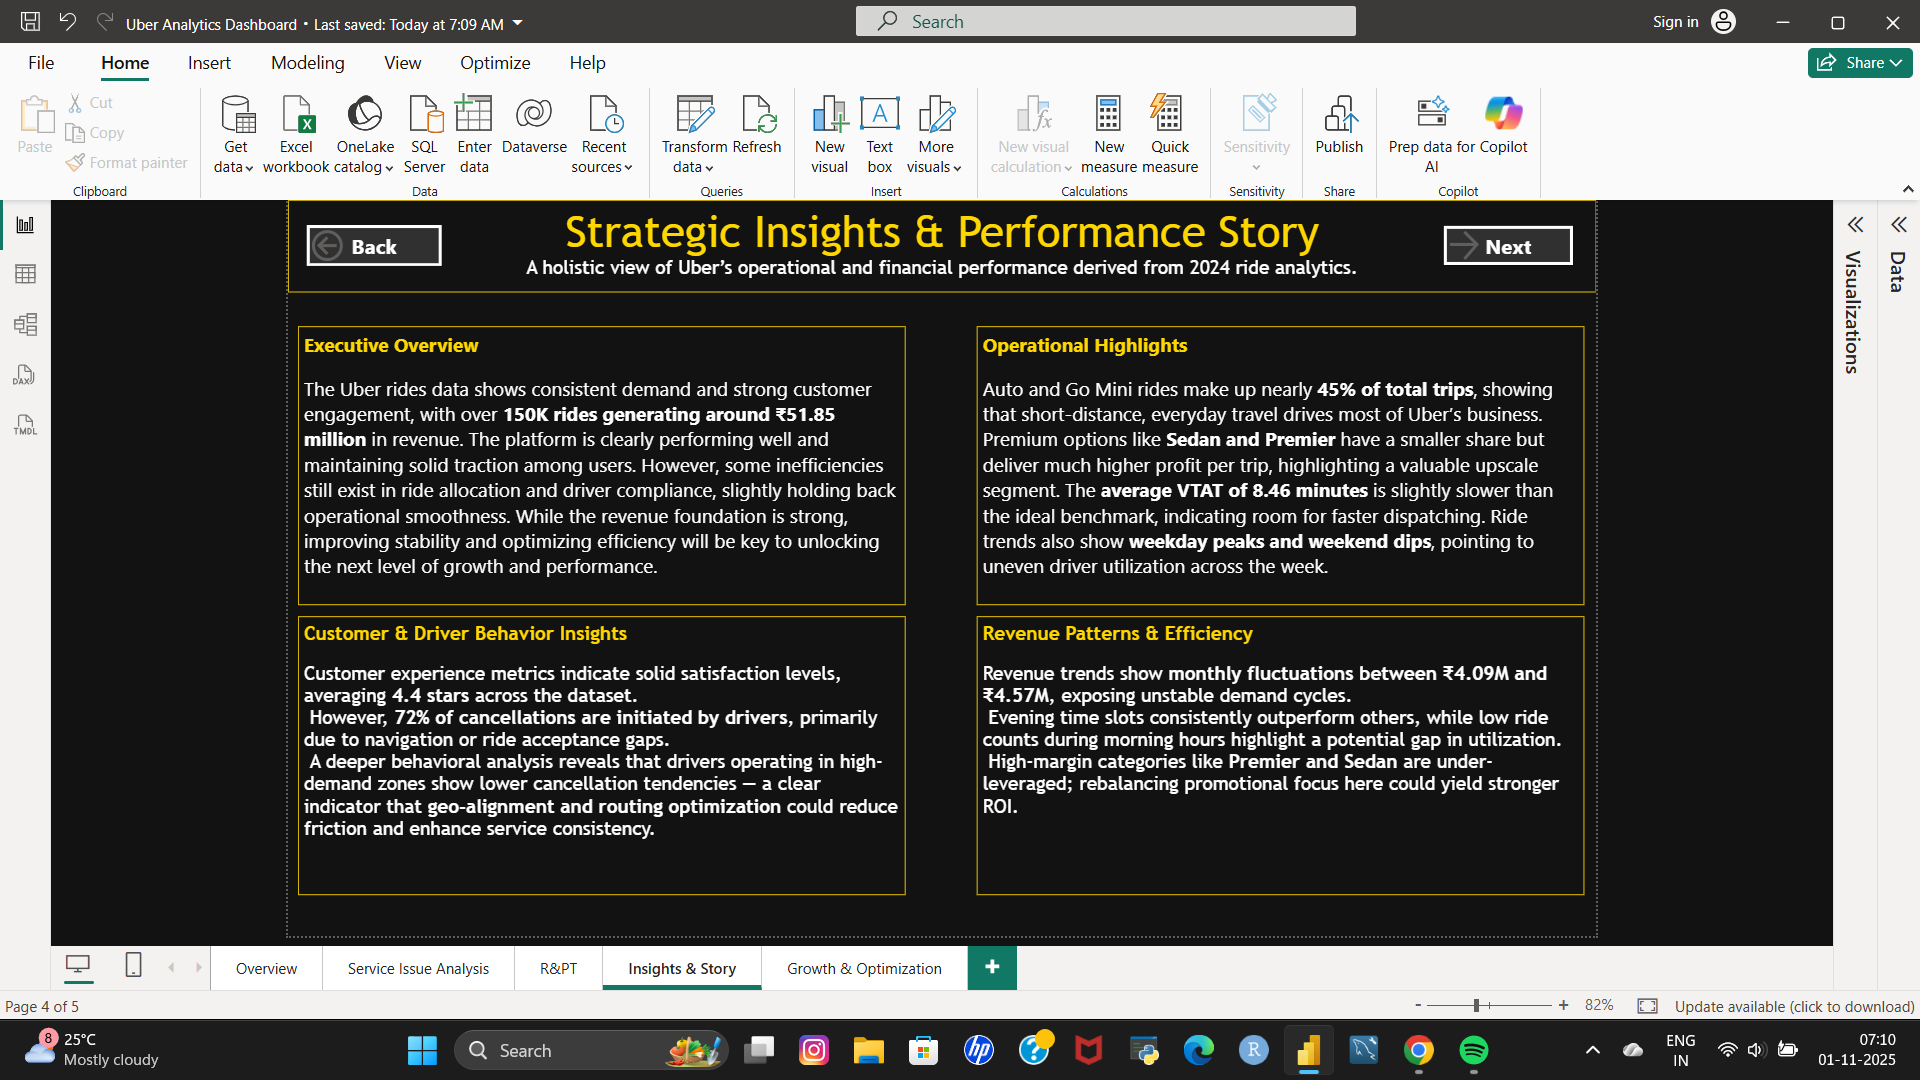 Uber Analytics Dashboard • Last saved: Today at 7:09 AM
Search
Sign in
File
Home
Insert
Modeling
View
Optimize
Help
Share
Paste
Cut
Copy
Format painter
Clipboard
Get data
Excel workbook
OneLake catalog
SQL Server
Enter data
Dataverse
Recent sources
Data
Transform data
Refresh
Queries
New visual
Text box
More visuals
Insert
New visual calculation
New measure
Quick measure
Calculations
Sensitivity
Sensitivity
Publish
Share
Prep data for AI
Copilot
Copilot
Back
Strategic Insights & Performance Story
A holistic view of Uber’s operational and financial performance derived from 2024 ride analytics.
Next
Executive Overview
The Uber rides data shows consistent demand and strong customer
engagement, with over 150K rides generating around ₹51.85
million in revenue. The platform is clearly performing well and
maintaining solid traction among users. However, some inefficiencies
still exist in ride allocation and driver compliance, slightly holding back
operational smoothness. While the revenue foundation is strong,
improving stability and optimizing efficiency will be key to unlocking
the next level of growth and performance.
Operational Highlights
Auto and Go Mini rides make up nearly 45% of total trips, showing
that short-distance, everyday travel drives most of Uber’s business.
Premium options like Sedan and Premier have a smaller share but
deliver much higher profit per trip, highlighting a valuable upscale
segment. The average VTAT of 8.46 minutes is slightly slower than
the ideal benchmark, indicating room for faster dispatching. Ride
trends also show weekday peaks and weekend dips, pointing to
uneven driver utilization across the week.
Customer & Driver Behavior Insights
Customer experience metrics indicate solid satisfaction levels,
averaging 4.4 stars across the dataset.
However, 72% of cancellations are initiated by drivers, primarily
due to navigation or ride acceptance gaps.
A deeper behavioral analysis reveals that drivers operating in high-
demand zones show lower cancellation tendencies — a clear
indicator that geo-alignment and routing optimization could reduce
friction and enhance service consistency.
Revenue Patterns & Efficiency
Revenue trends show monthly fluctuations between ₹4.09M and
₹4.57M, exposing unstable demand cycles.
Evening time slots consistently outperform others, while low ride
counts during morning hours highlight a potential gap in utilization.
High-margin categories like Premier and Sedan are under-
leveraged; rebalancing promotional focus here could yield stronger
ROI.
Visualizations
Data
DAX
TMDL
Overview
Service Issue Analysis
R&PT
Insights & Story
Growth & Optimization
+
Page 4 of 5
- + 82%
Update available (click to download)
8
25°C
Mostly cloudy
Search
hp
R
ENG
IN
07:10
01-11-2025